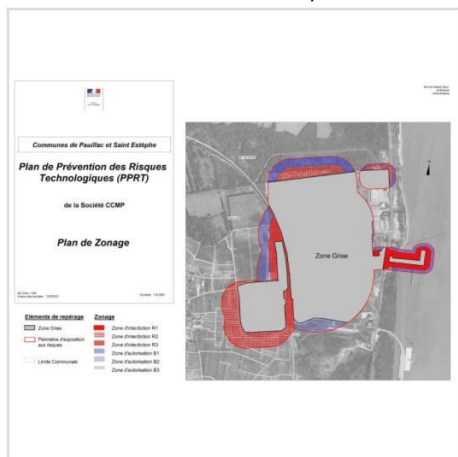 Communes de Pauillac et Saint Estèphe
Plan de Prévention des Risques
Technologiques (PPRT)
de la Société CCMP
Plan de Zonage
Zone Grise
Eléments de repérage
Zone Grise
Périmètre d'exposition
aux risques
Limite Communale
Zonage
Zone d'interdiction R1
Zone d'interdiction R2
Zone d'interdiction R3
Zone d'autorisation B1
Zone d'autorisation B2
Zone d'autorisation B3